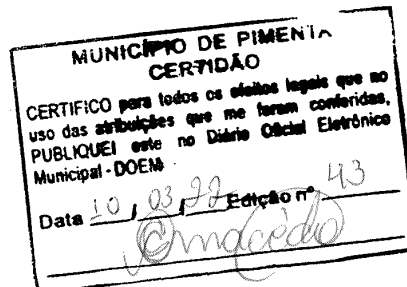 MUNICÍPIO DE PIMENTA
CERTIDÃO
CERTIFICO para todos os efeitos legais que no
uso das atribuições que me foram conferidas,
PUBLIQUEI este no Diário Oficial Eletrônico
Municipal - DOEM
Data 10 / 03 / 22 Edição nº 43